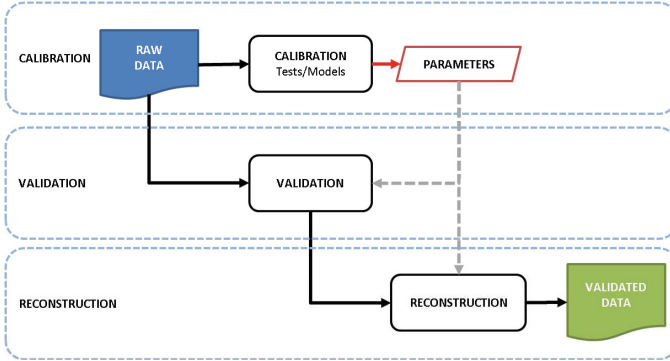 CALIBRATION
RAW
DATA
CALIBRATION
Tests/Models
PARAMETERS
VALIDATION
VALIDATION
RECONSTRUCTION
RECONSTRUCTION
VALIDATED
DATA